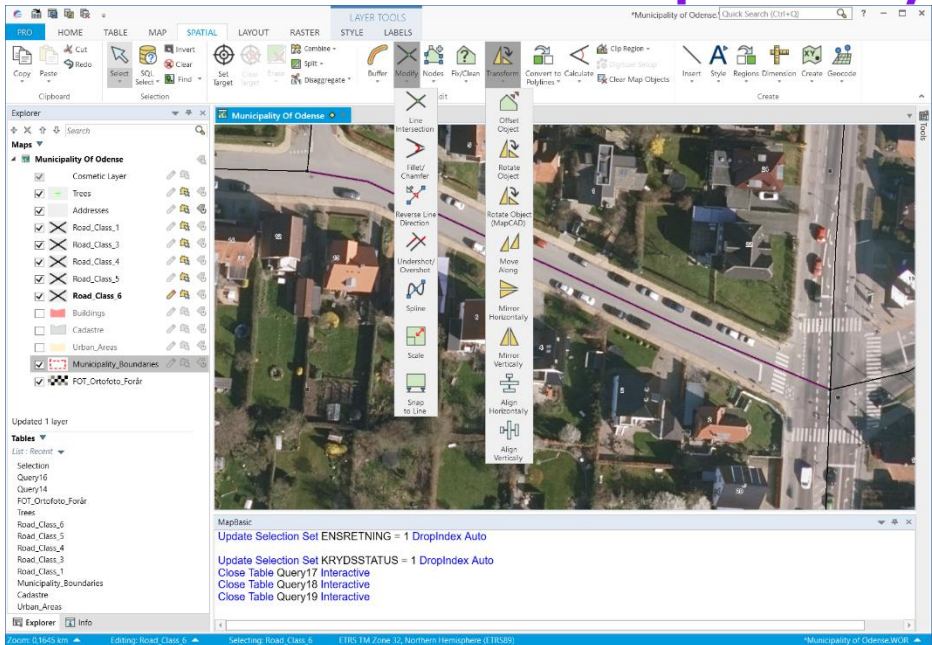 LAYER TOOLS
*Municipality of Odense.
Quick Search (Ctrl+Q)
PRO HOME TABLE MAP SPATIAL LAYOUT RASTER STYLE LABELS
Copy Paste Cut Redo
Select SQL Select Invert Clear Find
Set Target Clear Target Erase Combine Split Disaggregate
Buffer Modify Nodes Fix/Clean Transform Convert to Polylines Calculate
Clip Region
Digitizer Setup
Clear Map Objects
Insert Style Regions Dimension Create Geocode
Clipboard Selection Create
Explorer
Search
Maps
Municipality Of Odense
Cosmetic Layer
Trees
Addresses
Road_Class_1
Road_Class_3
Road_Class_4
Road_Class_5
Road_Class_6
Buildings
Cadastre
Urban_Areas
Municipality_Boundaries
FOT_Ortofoto_Forår
Updated 1 layer
Tables
List: Recent
Selection
Query16
Query14
FOT_Ortofoto_Forår
Trees
Road_Class_6
Road_Class_5
Road_Class_4
Road_Class_3
Road_Class_1
Municipality_Boundaries
Cadastre
Urban_Areas
Explorer Info
Municipality Of Odense
Line Intersection
Fillet/ Chamfer
Reverse Line Direction
Undershot/ Overshot
Spline
Scale
Snap to Line
Offset Object
Rotate Object
Rotate Object (MapCAD)
Move Along
Mirror Horizontally
Mirror Vertically
Align Horizontally
Align Vertically
Tools
MapBasic
Update Selection Set ENSRETNING = 1 DropIndex Auto
Update Selection Set KRYDSSTATUS = 1 DropIndex Auto
Close Table Query17 Interactive
Close Table Query18 Interactive
Close Table Query19 Interactive
Zoom: 0,1645 km Editing: Road_Class_6 Selecting: Road_Class_6 ETRS TM Zone 32, Northern Hemisphere (ETRS89) *Municipality of Odense.WOR